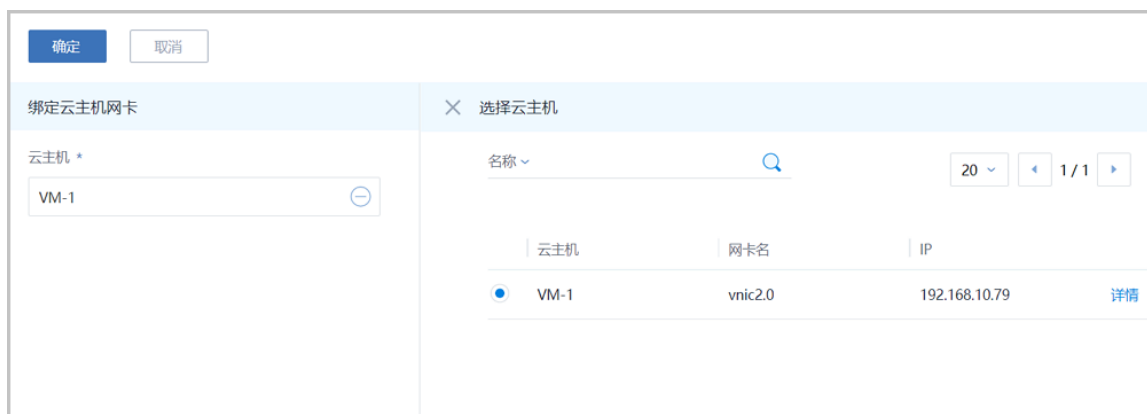 确定 取消
绑定云主机网卡
云主机 *
VM-1
选择云主机
名称
20 1 / 1
云主机 网卡名 IP
VM-1 vnic2.0 192.168.10.79 详情